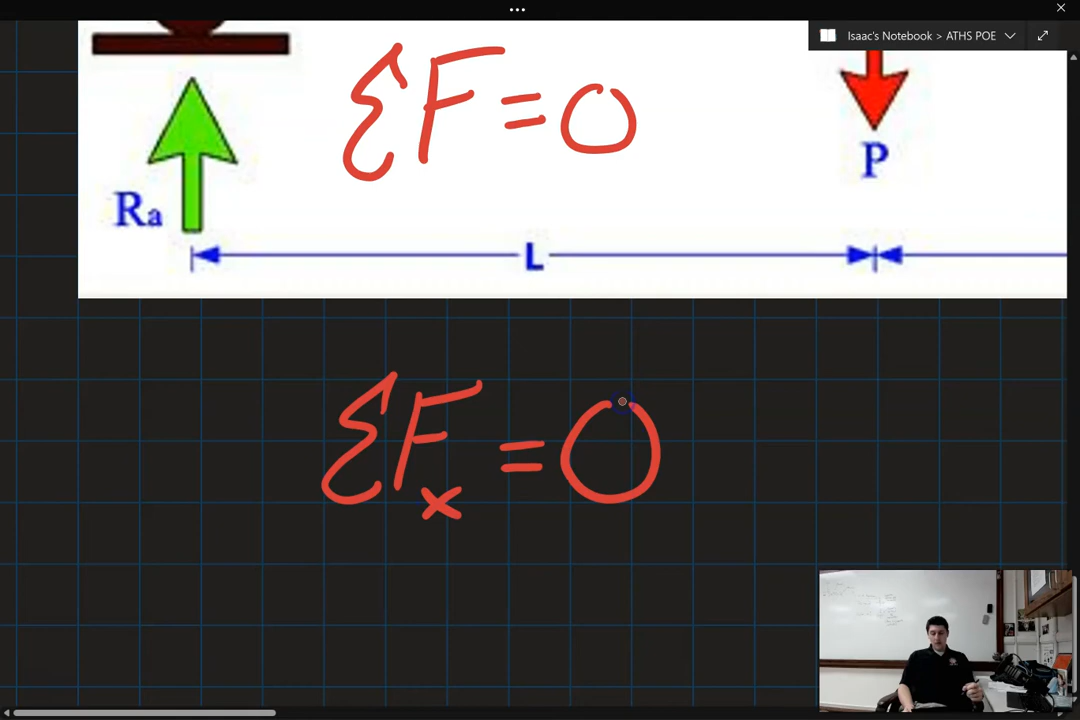 Isaac's Notebook > ATHS POE
ΣF = 0
P
Ra
L
ΣFx = 0